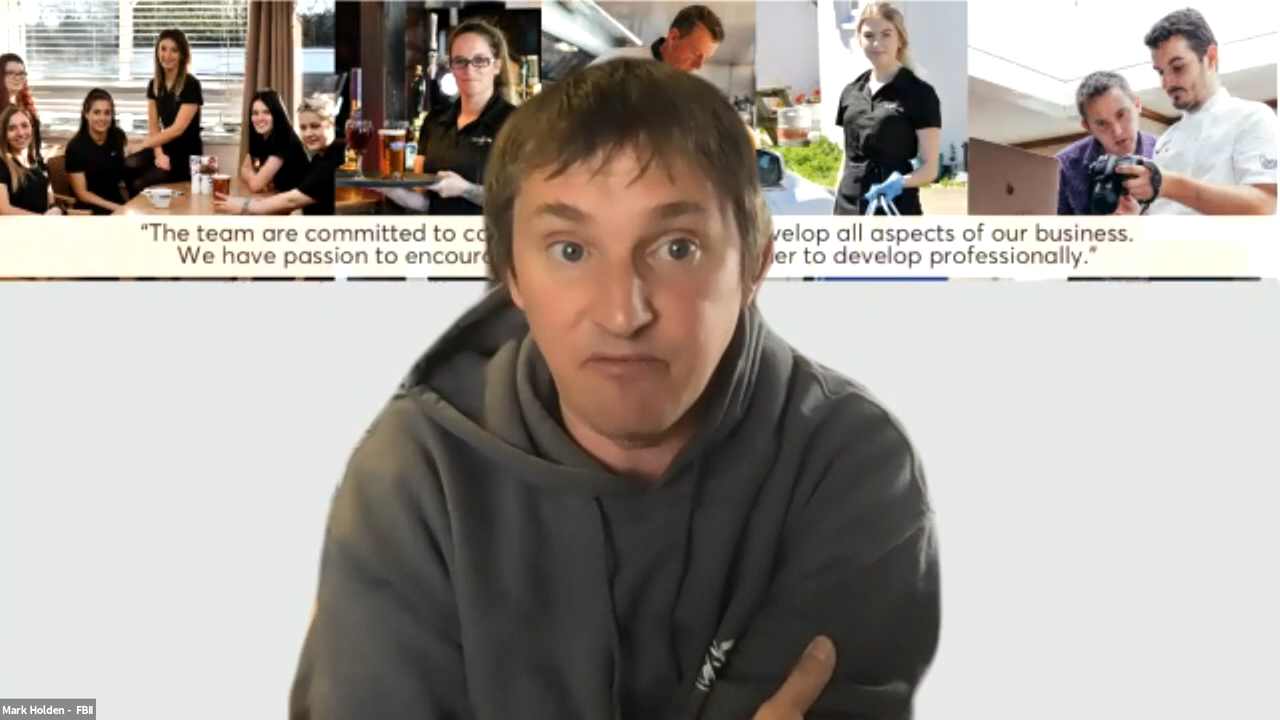 "The team are committed to co velop all aspects of our business.
We have passion to encour er to develop professionally."
Mark Holden - FBII